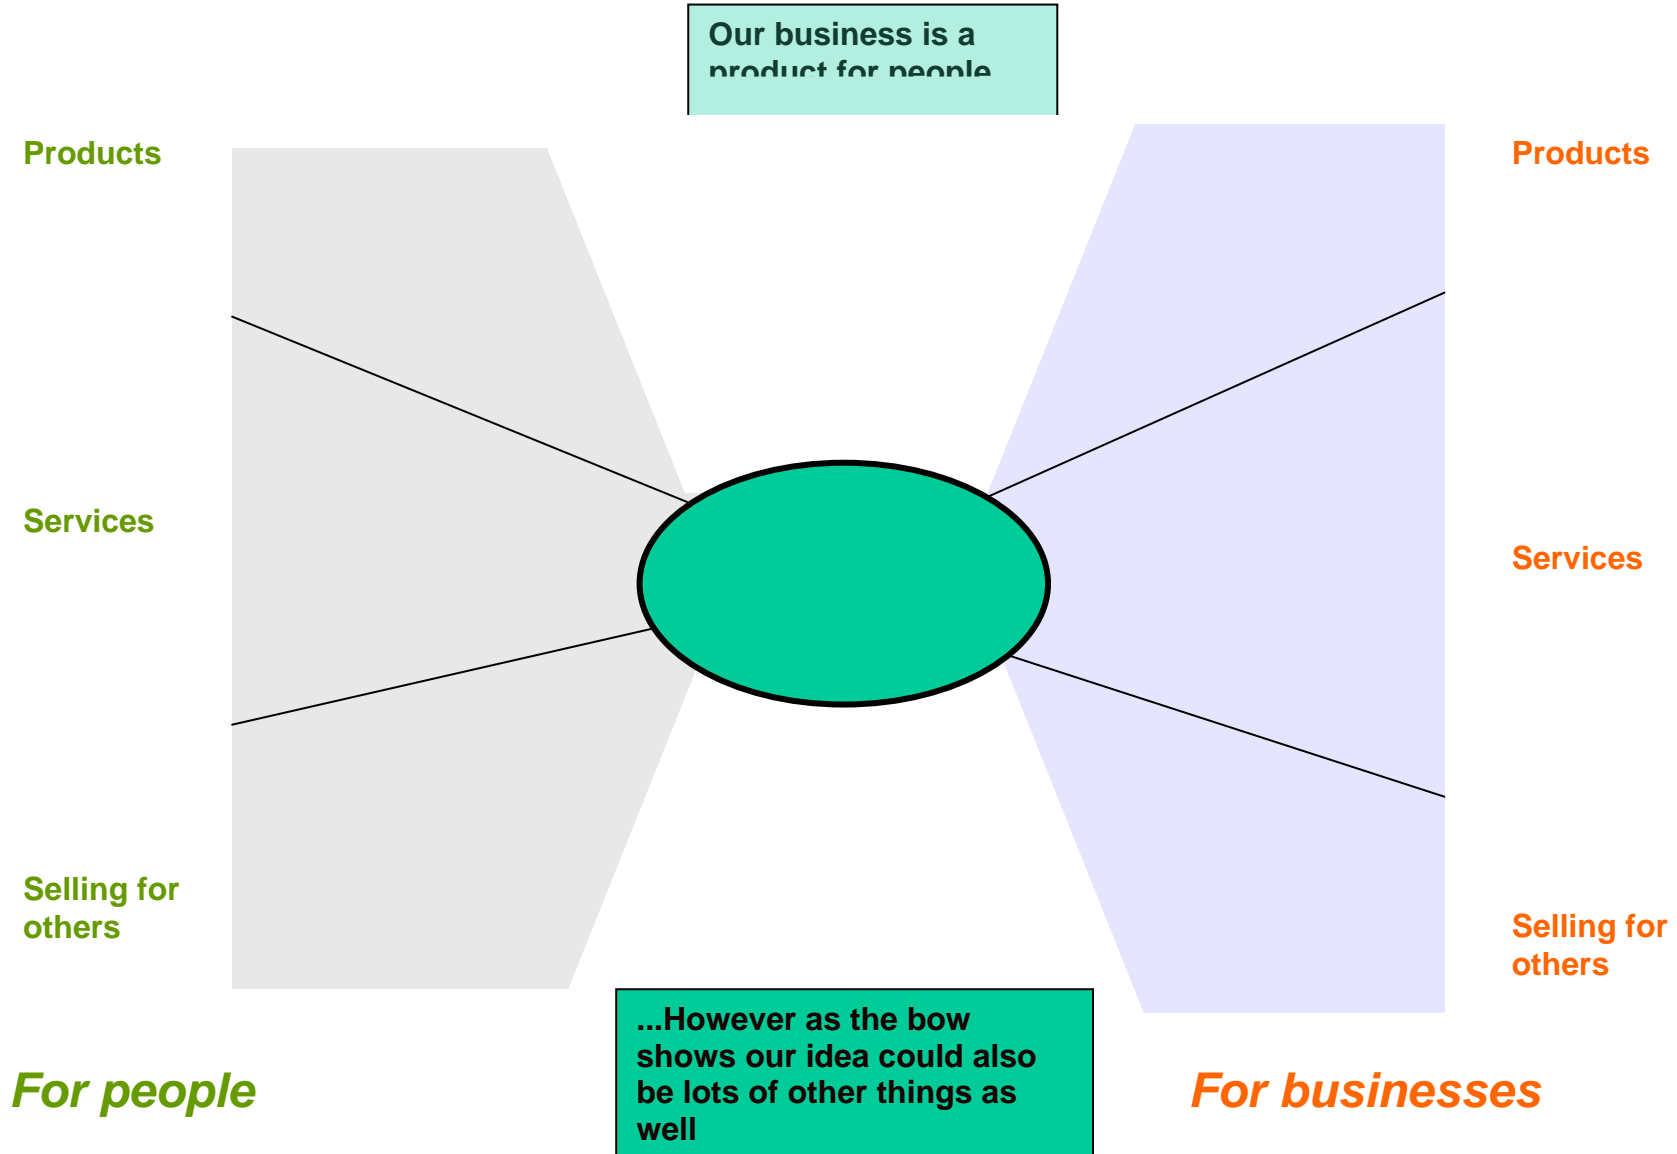 Our business is a
product for people
Products
Products
Services
Services
Selling for
others
Selling for
others
...However as the bow
shows our idea could also
be lots of other things as
well
For people
For businesses